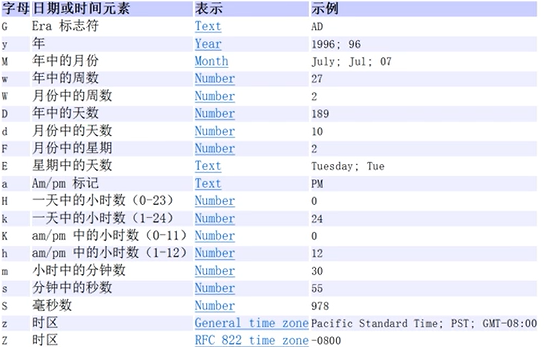 字母 日期或时间元素 表示 示例
G Era 标志符 Text AD
y 年 Year 1996; 96
M 年中的月份 Month July; Jul; 07
w 年中的周数 Number 27
W 月份中的周数 Number 2
D 年中的天数 Number 189
d 月份中的天数 Number 10
F 月份中的星期 Number 2
E 星期中的天数 Text Tuesday; Tue
a Am/pm 标记 Text PM
H 一天中的小时数（0-23） Number 0
k 一天中的小时数（1-24） Number 24
K am/pm 中的小时数（0-11） Number 0
h am/pm 中的小时数（1-12） Number 12
m 小时中的分钟数 Number 30
s 分钟中的秒数 Number 55
S 毫秒数 Number 978
z 时区 General time zone Pacific Standard Time; PST; GMT-08:00
Z 时区 RFC 822 time zone -0800